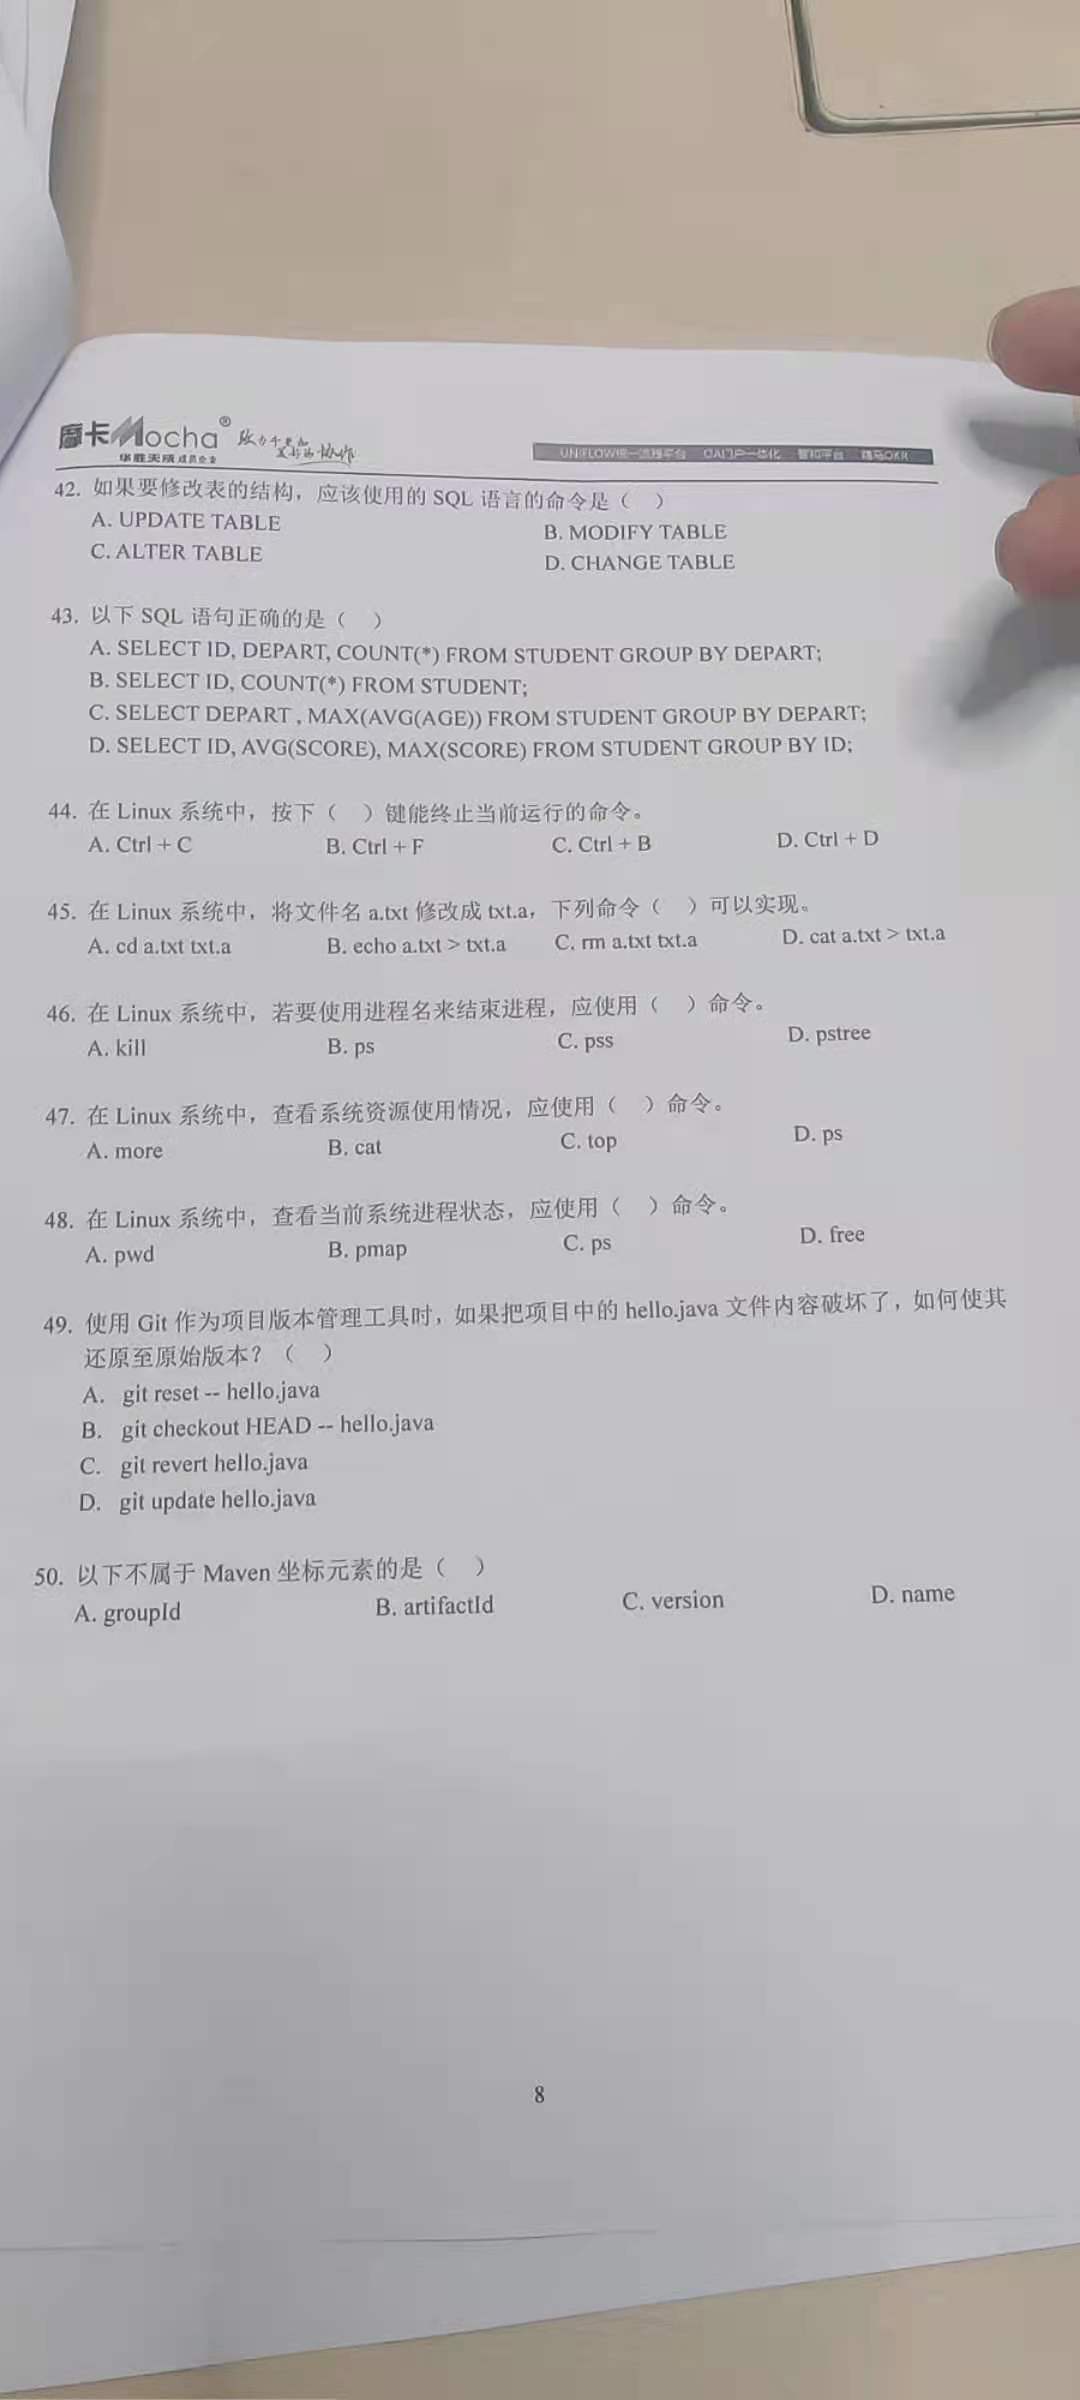 摩卡Mocha®
华胜天成成员企业
UNIFLOW统一流程平台 OA门户一体化 智和平台
42. 如果要修改表的结构，应该使用的 SQL 语言的命令是（ ）
A. UPDATE TABLE B. MODIFY TABLE
C. ALTER TABLE D. CHANGE TABLE
43. 以下 SQL 语句正确的是（ ）
A. SELECT ID, DEPART, COUNT(*) FROM STUDENT GROUP BY DEPART;
B. SELECT ID, COUNT(*) FROM STUDENT;
C. SELECT DEPART , MAX(AVG(AGE)) FROM STUDENT GROUP BY DEPART;
D. SELECT ID, AVG(SCORE), MAX(SCORE) FROM STUDENT GROUP BY ID;
44. 在 Linux 系统中，按下（ ）键能终止当前运行的命令。
A. Ctrl + C B. Ctrl + F C. Ctrl + B D. Ctrl + D
45. 在 Linux 系统中，将文件名 a.txt 修改成 txt.a，下列命令（ ）可以实现。
A. cd a.txt txt.a B. echo a.txt > txt.a C. rm a.txt txt.a D. cat a.txt > txt.a
46. 在 Linux 系统中，若要使用进程名来结束进程，应使用（ ）命令。
A. kill B. ps C. pss D. pstree
47. 在 Linux 系统中，查看系统资源使用情况，应使用（ ）命令。
A. more B. cat C. top D. ps
48. 在 Linux 系统中，查看当前系统进程状态，应使用（ ）命令。
A. pwd B. pmap C. ps D. free
49. 使用 Git 作为项目版本管理工具时，如果把项目中的 hello.java 文件内容破坏了，如何使其
还原至原始版本？（ ）
A. git reset -- hello.java
B. git checkout HEAD -- hello.java
C. git revert hello.java
D. git update hello.java
50. 以下不属于 Maven 坐标元素的是（ ）
A. groupId B. artifactId C. version D. name
8